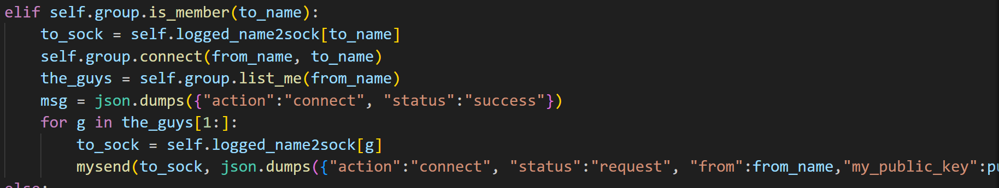 elif self.group.is_member(to_name):
    to_sock = self.logged_name2sock[to_name]
    self.group.connect(from_name, to_name)
    the_guys = self.group.list_me(from_name)
    msg = json.dumps({"action":"connect", "status":"success"})
    for g in the_guys[1:]:
        to_sock = self.logged_name2sock[g]
        mysend(to_sock, json.dumps({"action":"connect", "status":"request", "from":from_name,"my_public_key":pu
else: